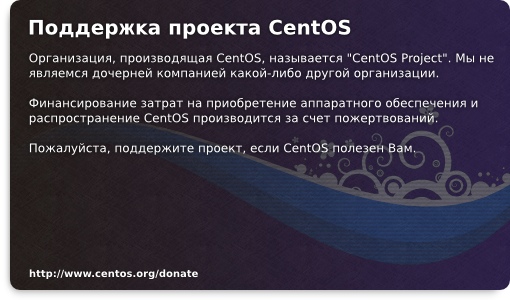 Поддержка проекта CentOS
Организация, производящая CentOS, называется "CentOS Project". Мы не
являемся дочерней компанией какой-либо другой организации.
Финансирование затрат на приобретение аппаратного обеспечения и
распространение CentOS производится за счет пожертвований.
Пожалуйста, поддержите проект, если CentOS полезен Вам.
http://www.centos.org/donate